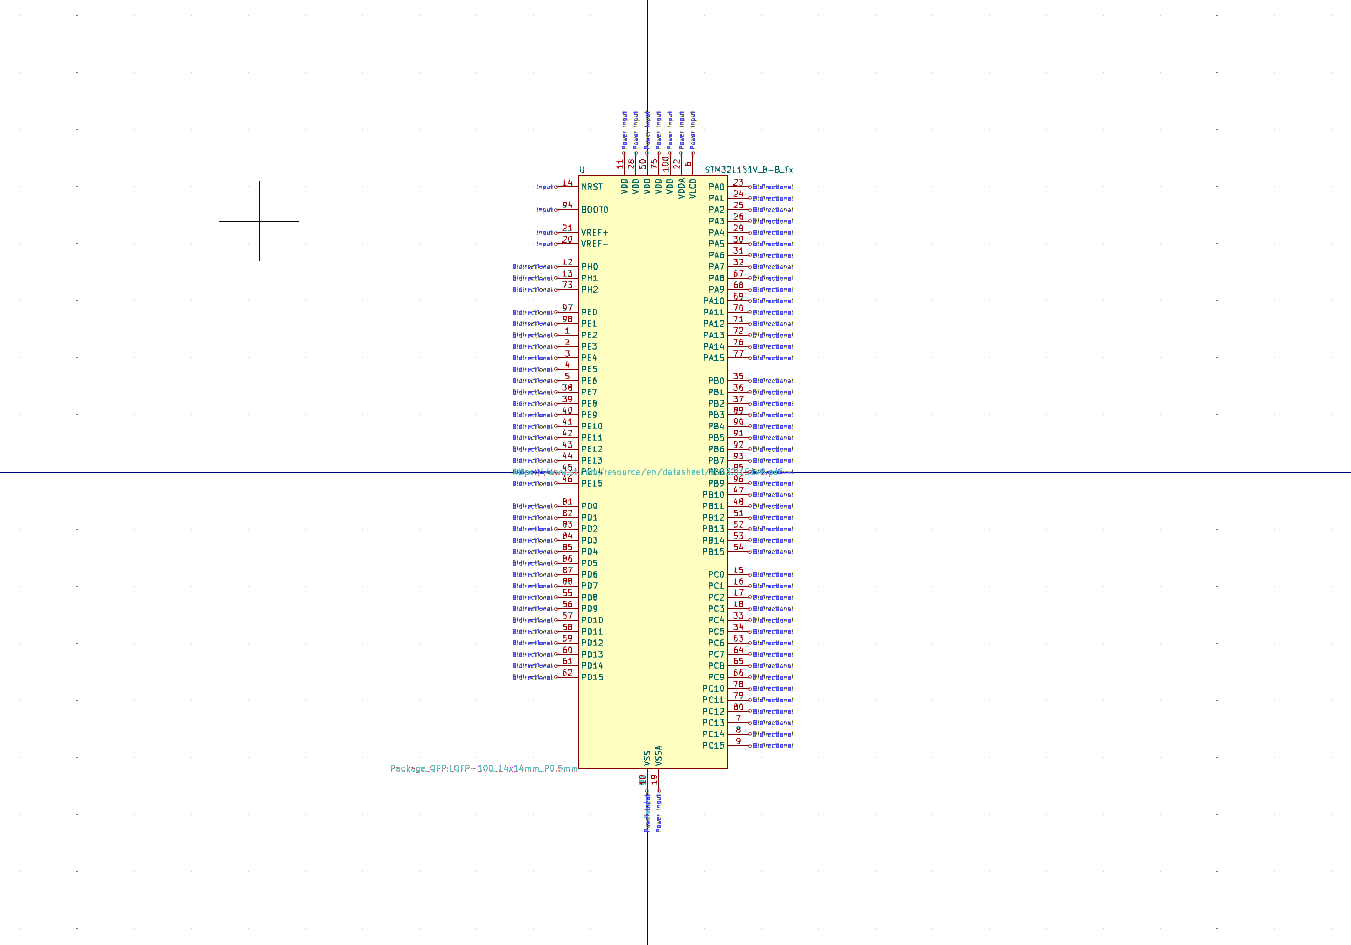 Power Input Power Input Power Input Power Input Power Input Power Input Power Input
11 28 50 75 100 22 6
U STM32L151V_8-B_Tx
VDD VDD VDD VDD VDD VDDA VLCD
Input 14 NRST PA0 23 Bidirectional
PA1 24 Bidirectional
Input 94 BOOT0 PA2 25 Bidirectional
PA3 26 Bidirectional
Input 21 VREF+ PA4 29 Bidirectional
Input 20 VREF- PA5 30 Bidirectional
PA6 31 Bidirectional
Bidirectional 12 PH0 PA7 32 Bidirectional
Bidirectional 13 PH1 PA8 67 Bidirectional
Bidirectional 73 PH2 PA9 68 Bidirectional
PA10 69 Bidirectional
Bidirectional 97 PE0 PA11 70 Bidirectional
Bidirectional 98 PE1 PA12 71 Bidirectional
Bidirectional 1 PE2 PA13 72 Bidirectional
Bidirectional 2 PE3 PA14 76 Bidirectional
Bidirectional 3 PE4 PA15 77 Bidirectional
Bidirectional 4 PE5
Bidirectional 5 PE6 PB0 35 Bidirectional
Bidirectional 38 PE7 PB1 36 Bidirectional
Bidirectional 39 PE8 PB2 37 Bidirectional
Bidirectional 40 PE9 PB3 89 Bidirectional
Bidirectional 41 PE10 PB4 90 Bidirectional
Bidirectional 42 PE11 PB5 91 Bidirectional
Bidirectional 43 PE12 PB6 92 Bidirectional
Bidirectional 44 PE13 PB7 93 Bidirectional
45 PE14 /resource/en/datasheet/ PB8 95
Bidirectional 46 PE15 PB9 96 Bidirectional
PB10 47 Bidirectional
Bidirectional 81 PD0 PB11 48 Bidirectional
Bidirectional 82 PD1 PB12 51 Bidirectional
Bidirectional 83 PD2 PB13 52 Bidirectional
Bidirectional 84 PD3 PB14 53 Bidirectional
Bidirectional 85 PD4 PB15 54 Bidirectional
Bidirectional 86 PD5
Bidirectional 87 PD6 PC0 15 Bidirectional
Bidirectional 88 PD7 PC1 16 Bidirectional
Bidirectional 55 PD8 PC2 17 Bidirectional
Bidirectional 56 PD9 PC3 18 Bidirectional
Bidirectional 57 PD10 PC4 33 Bidirectional
Bidirectional 58 PD11 PC5 34 Bidirectional
Bidirectional 59 PD12 PC6 63 Bidirectional
Bidirectional 60 PD13 PC7 64 Bidirectional
Bidirectional 61 PD14 PC8 65 Bidirectional
Bidirectional 62 PD15 PC9 66 Bidirectional
PC10 78 Bidirectional
PC11 79 Bidirectional
PC12 80 Bidirectional
PC13 7 Bidirectional
PC14 8 Bidirectional
PC15 9 Bidirectional
VSS VSSA
Package_QFP:LQFP-100_14x14mm_P0.5mm
19
Power Input